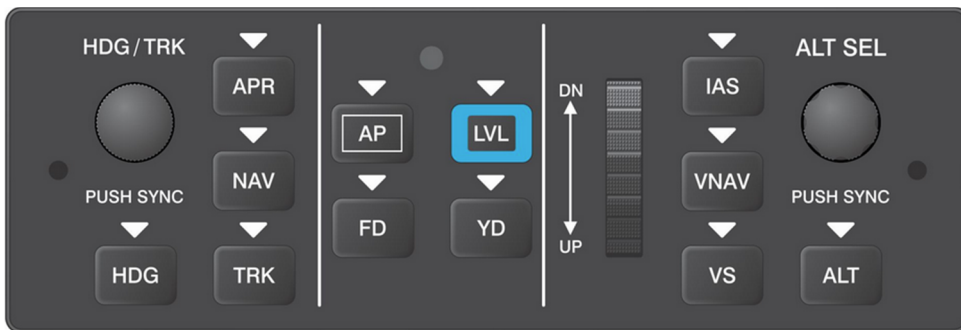 HDG / TRK
PUSH SYNC
HDG
APR
NAV
TRK
AP
LVL
FD
YD
DN
UP
IAS
VNAV
VS
ALT SEL
PUSH SYNC
ALT